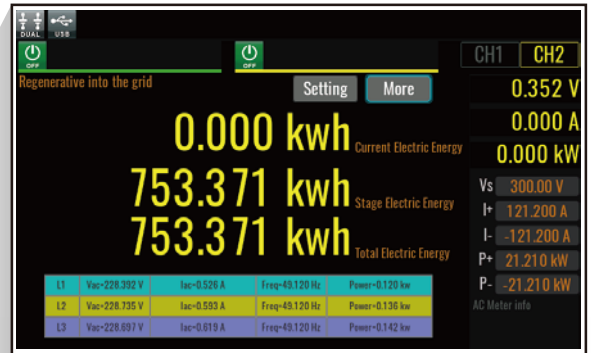 DUAL USB
OFF OFF CH1 CH2
Regenerative into the grid
Setting More
0.352 V
0.000 A
0.000 kW
0.000 kwh Current Electric Energy
753.371 kwh Stage Electric Energy
753.371 kwh Total Electric Energy
Vs 300.00 V
I+ 121.200 A
I- -121.200 A
P+ 21.210 kW
P- -21.210 kW
AC Meter info
L1 Vac=228.392 V Iac=0.526 A Freq=49.120 Hz Power=0.120 kw
L2 Vac=228.735 V Iac=0.593 A Freq=49.120 Hz Power=0.136 kw
L3 Vac=228.697 V Iac=0.619 A Freq=49.120 Hz Power=0.142 kw